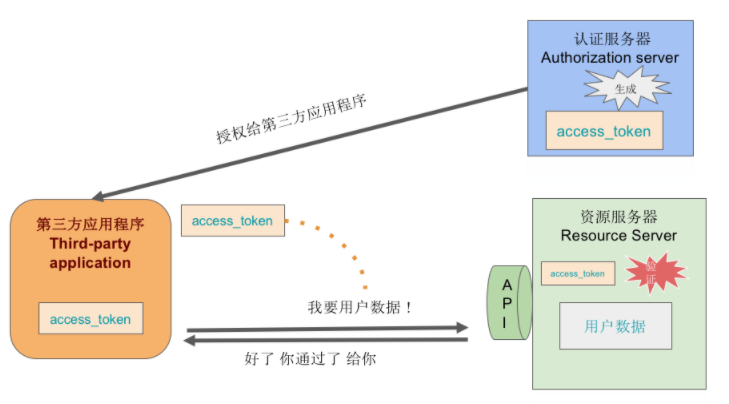 认证服务器
Authorization server
生成
access_token
授权给第三方应用程序
第三方应用程序
Third-party
application
access_token
access_token
我要用户数据！
好了 你通过了 给你
API
资源服务器
Resource Server
access_token
验证
用户数据